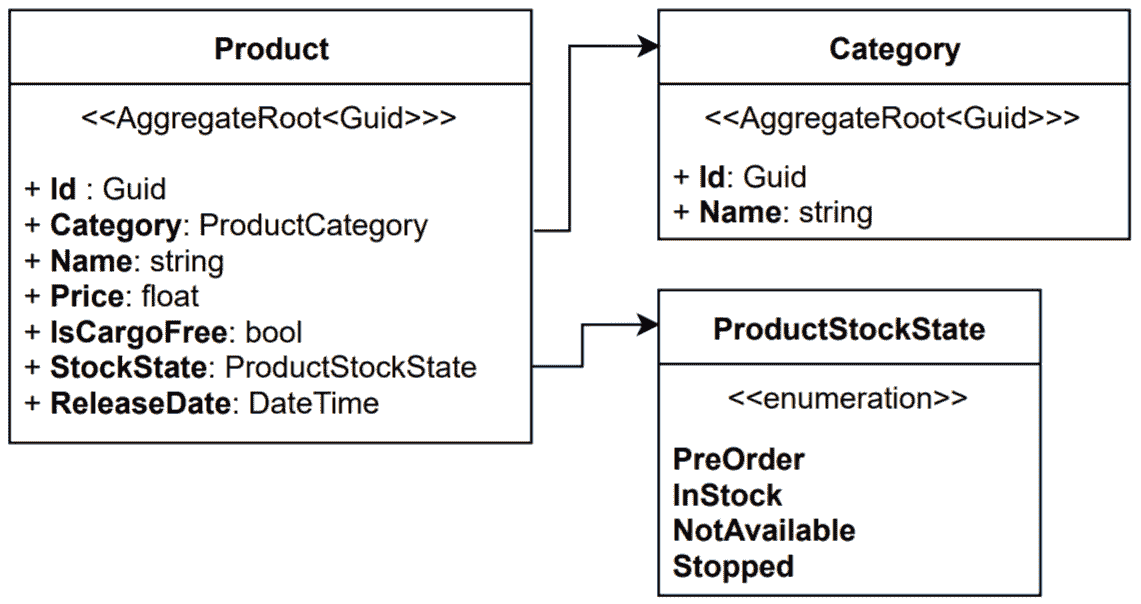 Product
<<AggregateRoot<Guid>>>
+ Id : Guid
+ Category: ProductCategory
+ Name: string
+ Price: float
+ IsCargoFree: bool
+ StockState: ProductStockState
+ ReleaseDate: DateTime
Category
<<AggregateRoot<Guid>>>
+ Id: Guid
+ Name: string
ProductStockState
<<enumeration>>
PreOrder
InStock
NotAvailable
Stopped